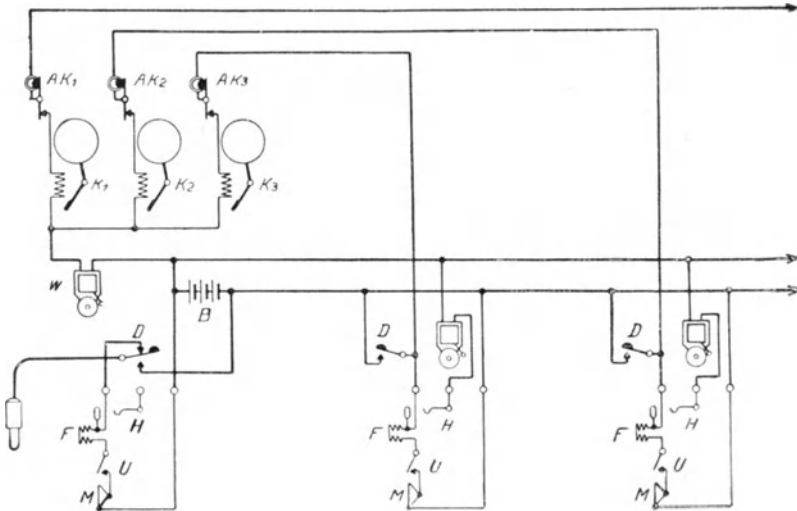 AK1 AK2 AK3
K1 K2 K3
W
B
D D D
F H F H F H
U U U
M M M